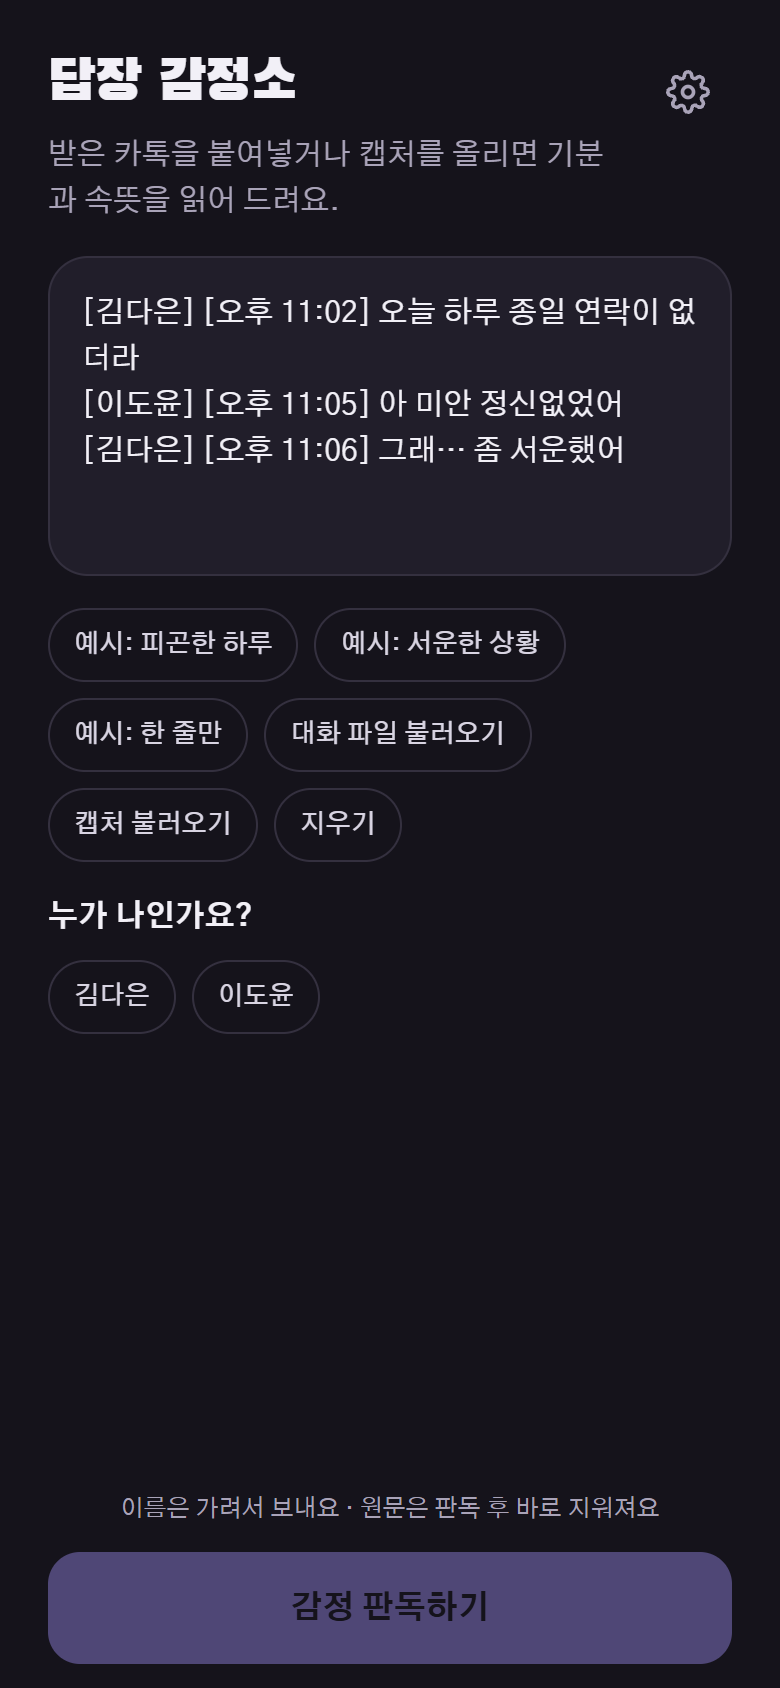 답장 감정소
받은 카톡을 붙여넣거나 캡처를 올리면 기분
과 속뜻을 읽어 드려요.
[김다은] [오후 11:02] 오늘 하루 종일 연락이 없
더라
[이도윤] [오후 11:05] 아 미안 정신없었어
[김다은] [오후 11:06] 그래… 좀 서운했어
예시: 피곤한 하루
예시: 서운한 상황
예시: 한 줄만
대화 파일 불러오기
캡처 불러오기
지우기
누가 나인가요?
김다은
이도윤
이름은 가려서 보내요 · 원문은 판독 후 바로 지워져요
감정 판독하기